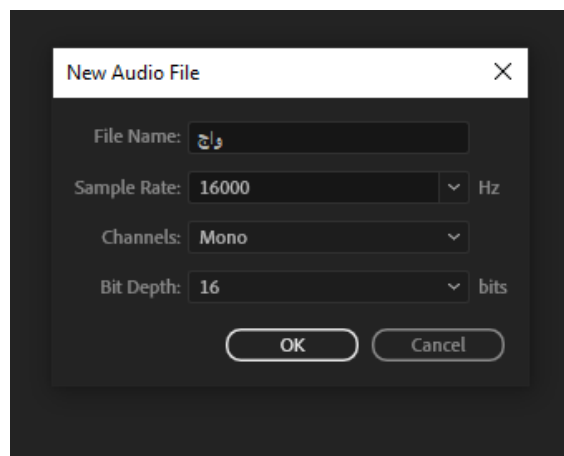 New Audio File
File Name: واج
Sample Rate: 16000 Hz
Channels: Mono
Bit Depth: 16 bits
OK Cancel